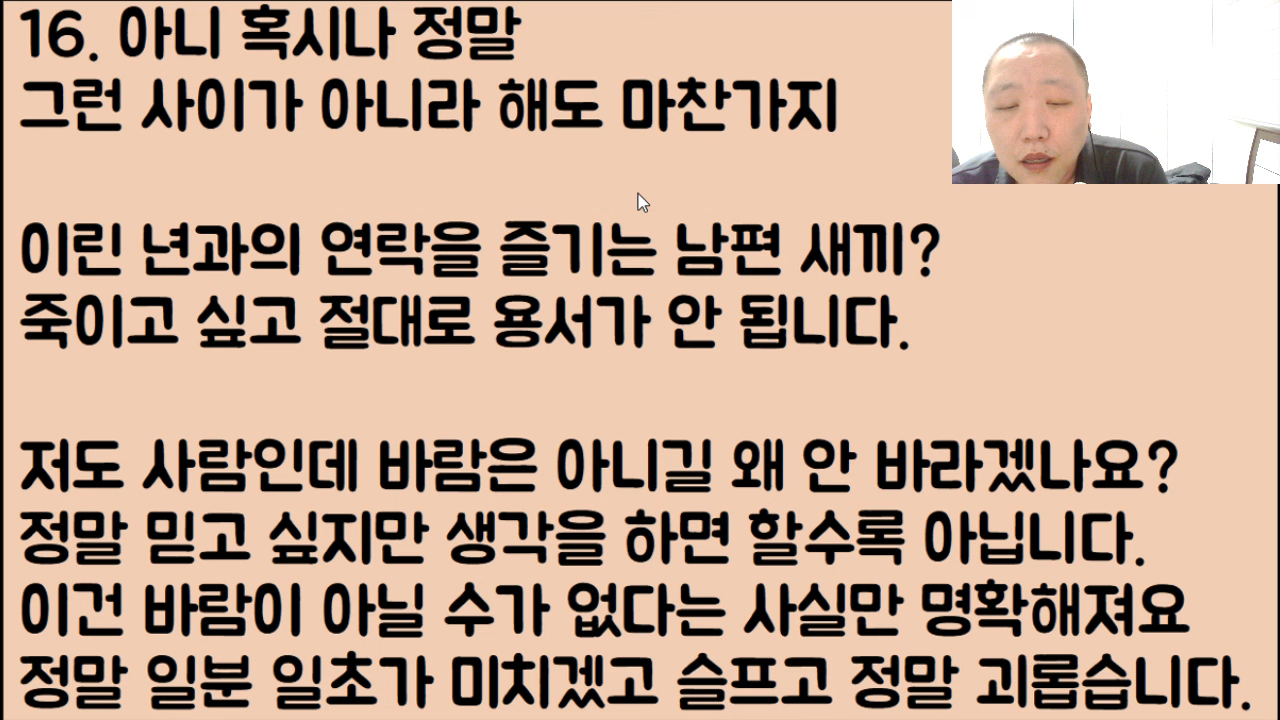 16. 아니 혹시나 정말
그런 사이가 아니라 해도 마찬가지
이린 년과의 연락을 즐기는 남편 새끼?
죽이고 싶고 절대로 용서가 안 됩니다.
저도 사람인데 바람은 아니길 왜 안 바라겠나요?
정말 믿고 싶지만 생각을 하면 할수록 아닙니다.
이건 바람이 아닐 수가 없다는 사실만 명확해져요
정말 일분 일초가 미치겠고 슬프고 정말 괴롭습니다.